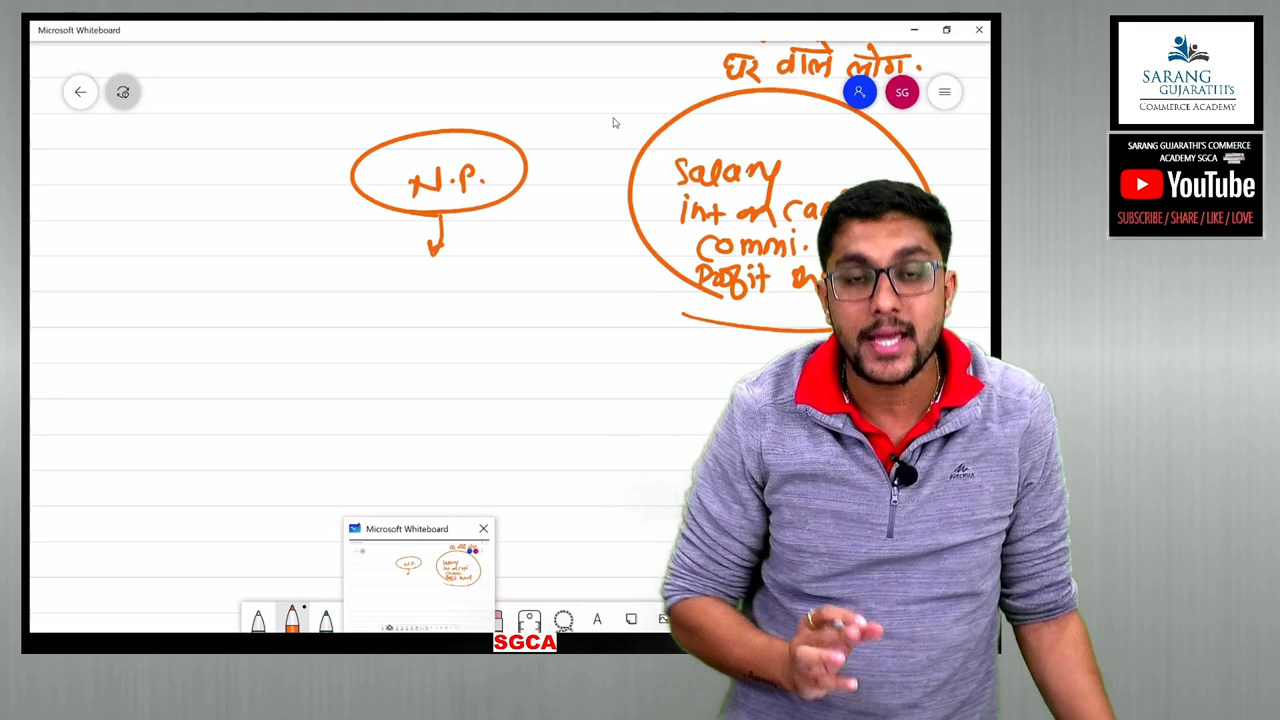 Microsoft Whiteboard
घर वाले लोग.
SG
N.P.
Salary
int on
commi.
Profit
Microsoft Whiteboard
SGCA
SARANG
GUJARATHI'S
COMMERCE ACADEMY
SARANG GUJARATHI'S COMMERCE
ACADEMY SGCA
YouTube
SUBSCRIBE / SHARE / LIKE / LOVE